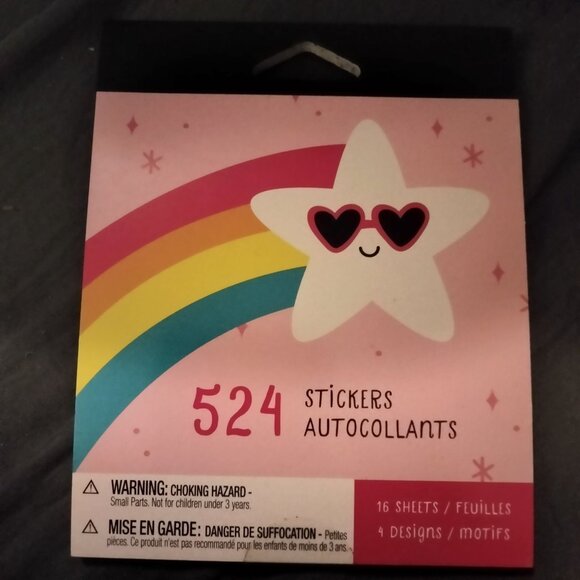 524 STICKERS
AUTOCOLLANTS
WARNING: CHOKING HAZARD -
Small Parts. Not for children under 3 years.
MISE EN GARDE: DANGER DE SUFFOCATION - Petites
pièces. Ce produit n'est pas recommandé pour les enfants de moins de 3 ans.
16 SHEETS / FEUILLES
4 DESIGNS / MOTIFS